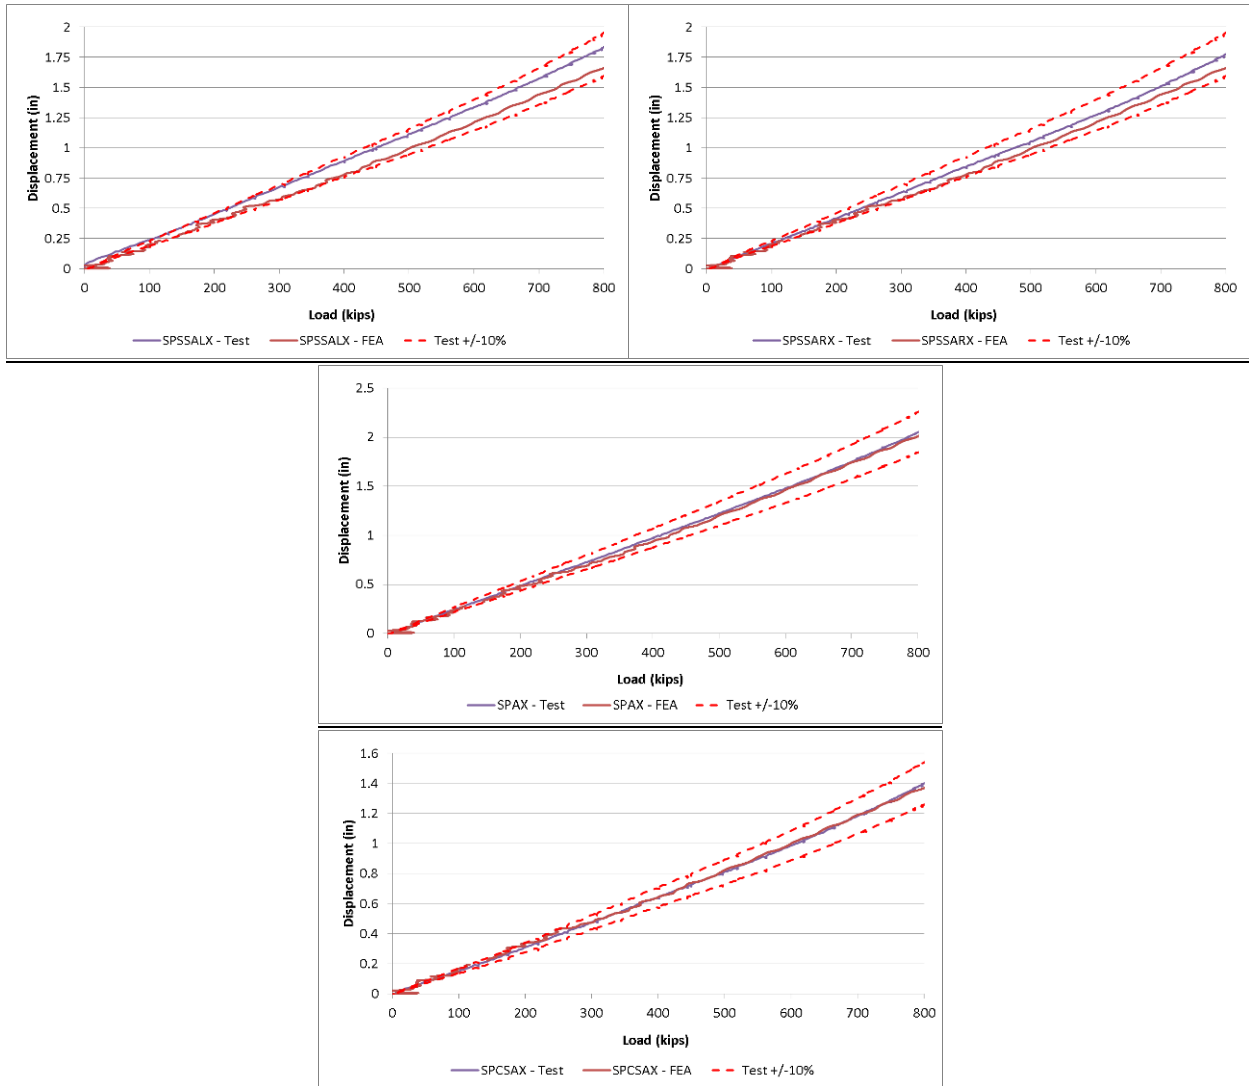 2
1.75
1.5
1.25
1
0.75
0.5
0.25
0
Displacement (in)
0 100 200 300 400 500 600 700 800
Load (kips)
SPSSALX - Test SPSSALX - FEA Test +/-10%
2
1.75
1.5
1.25
1
0.75
0.5
0.25
0
Displacement (in)
0 100 200 300 400 500 600 700 800
Load (kips)
SPSSARX - Test SPSSARX - FEA Test +/-10%
2.5
2
1.5
1
0.5
0
Displacement (in)
0 100 200 300 400 500 600 700 800
Load (kips)
SPAX - Test SPAX - FEA Test +/-10%
1.6
1.4
1.2
1
0.8
0.6
0.4
0.2
0
Displacement (in)
0 100 200 300 400 500 600 700 800
Load (kips)
SPCSAX - Test SPCSAX - FEA Test +/-10%